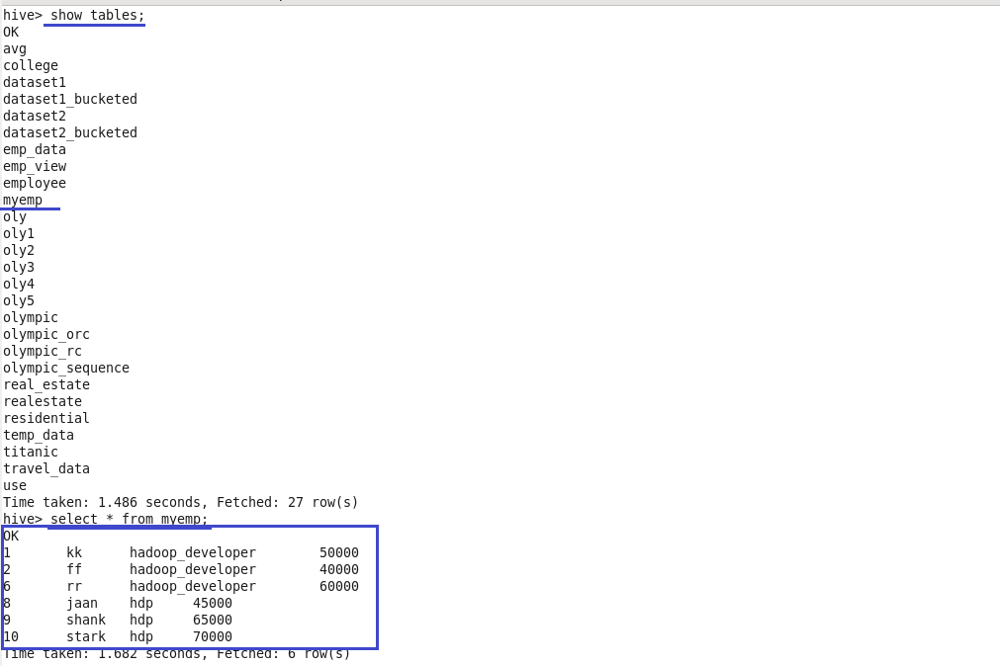 hive> show tables;
OK
avg
college
dataset1
dataset1_bucketed
dataset2
dataset2_bucketed
emp_data
emp_view
employee
myemp
oly
oly1
oly2
oly3
oly4
oly5
olympic
olympic_orc
olympic_rc
olympic_sequence
real_estate
realestate
residential
temp_data
titanic
travel_data
use
Time taken: 1.486 seconds, Fetched: 27 row(s)
hive> select * from myemp;
OK
1 kk hadoop_developer 50000
2 ff hadoop_developer 40000
6 rr hadoop_developer 60000
8 jaan hdp 45000
9 shank hdp 65000
10 stark hdp 70000
Time taken: 1.682 seconds, Fetched: 6 row(s)